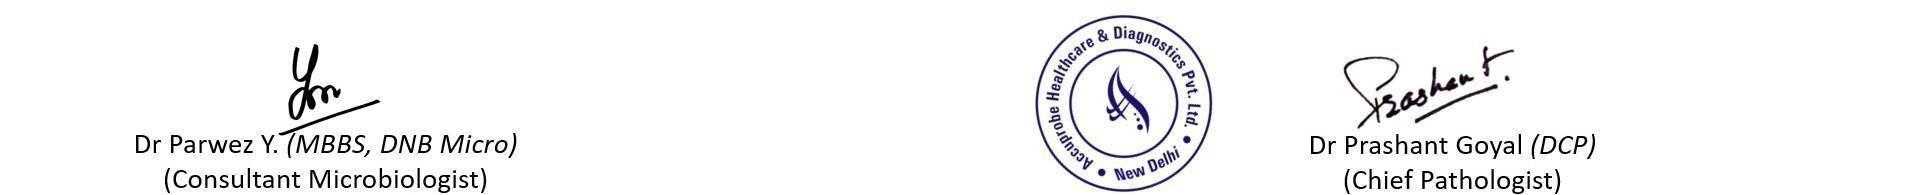 Dr Parwez Y. (MBBS, DNB Micro)
(Consultant Microbiologist)
Accuprobe Healthcare & Diagnostics Pvt. Ltd.
• New Delhi •
Prashant.
Dr Prashant Goyal (DCP)
(Chief Pathologist)